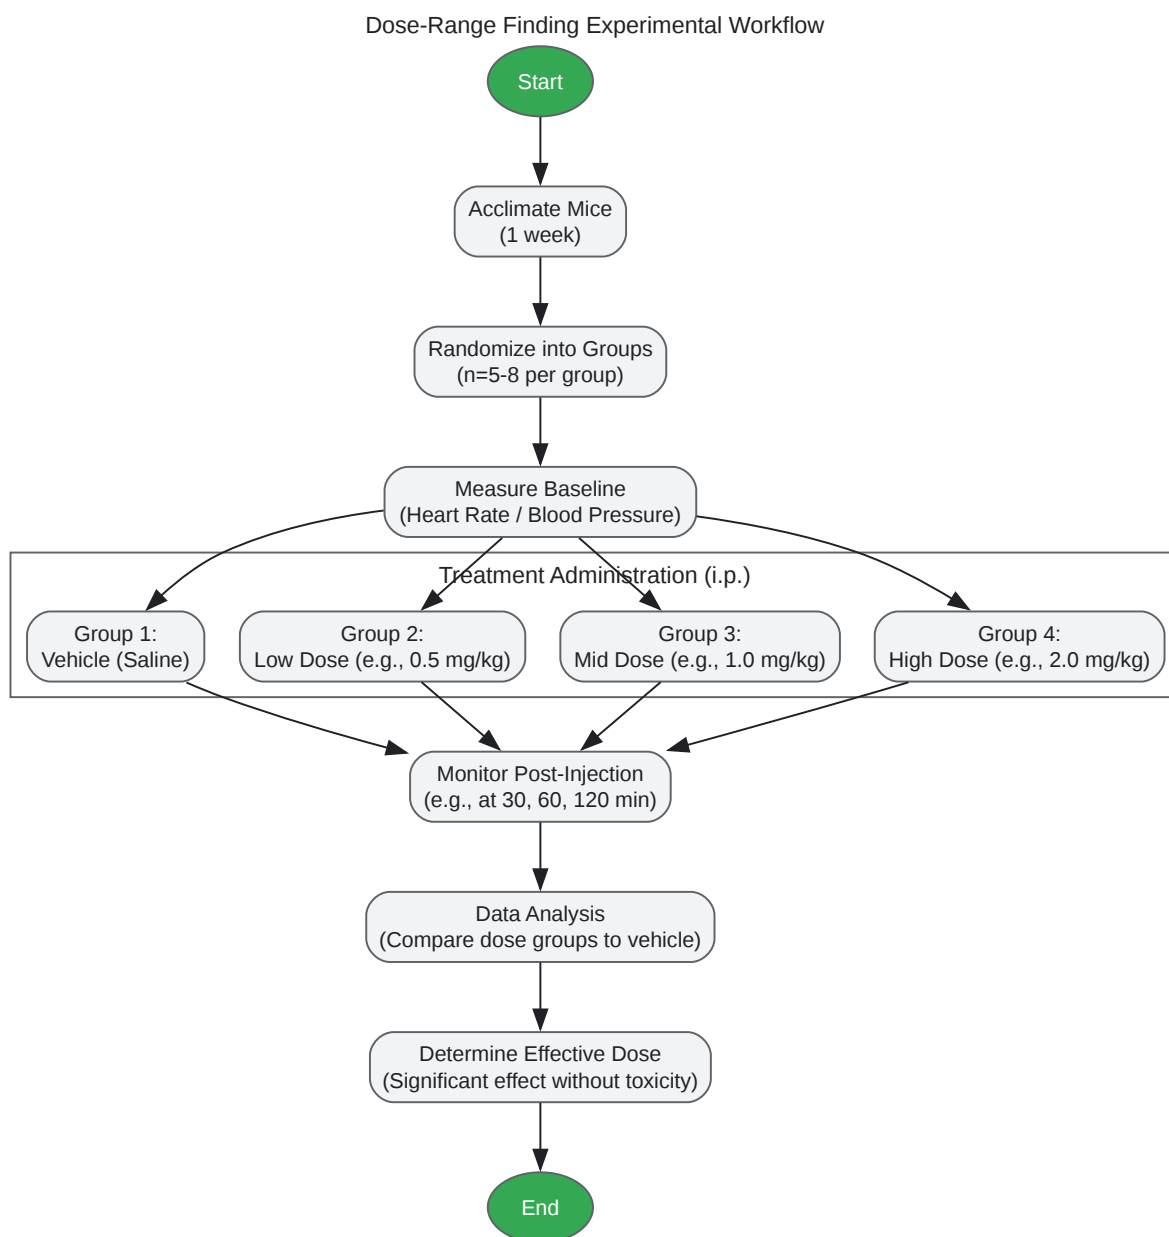 Dose-Range Finding Experimental Workflow
Start
Acclimate Mice
(1 week)
Randomize into Groups
(n=5-8 per group)
Measure Baseline
(Heart Rate / Blood Pressure)
Treatment Administration (i.p.)
Group 1:
Vehicle (Saline)
Group 2:
Low Dose (e.g., 0.5 mg/kg)
Group 3:
Mid Dose (e.g., 1.0 mg/kg)
Group 4:
High Dose (e.g., 2.0 mg/kg)
Monitor Post-Injection
(e.g., at 30, 60, 120 min)
Data Analysis
(Compare dose groups to vehicle)
Determine Effective Dose
(Significant effect without toxicity)
End